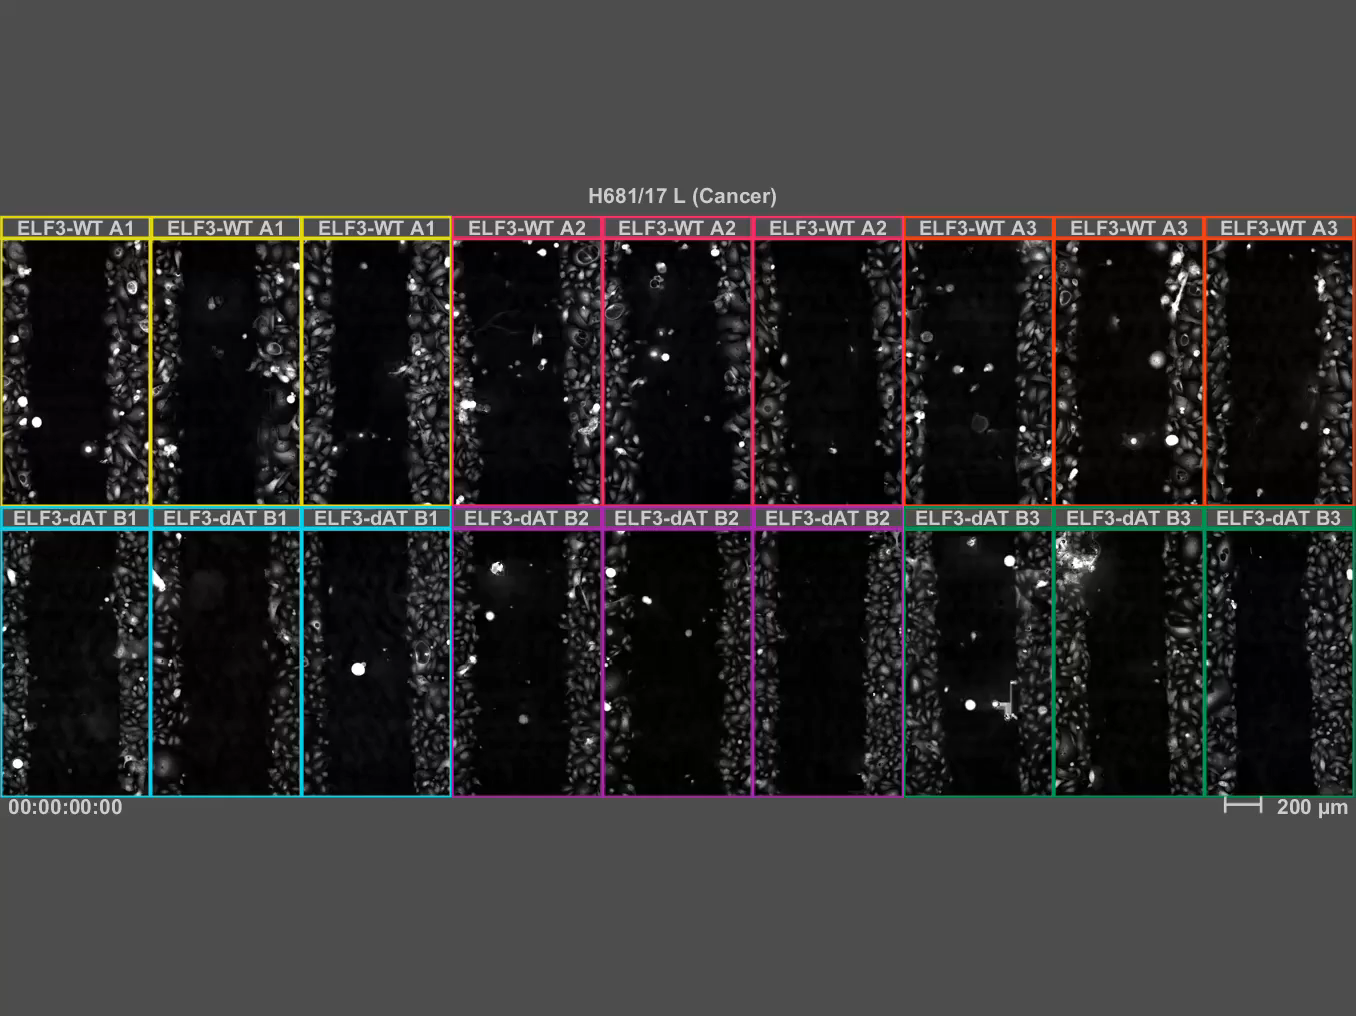 H681/17 L (Cancer)
ELF3-WT A1 ELF3-WT A1 ELF3-WT A1 ELF3-WT A2 ELF3-WT A2 ELF3-WT A2 ELF3-WT A3 ELF3-WT A3 ELF3-WT A3
ELF3-dAT B1 ELF3-dAT B1 ELF3-dAT B1 ELF3-dAT B2 ELF3-dAT B2 ELF3-dAT B2 ELF3-dAT B3 ELF3-dAT B3 ELF3-dAT B3
00:00:00:00 200 µm